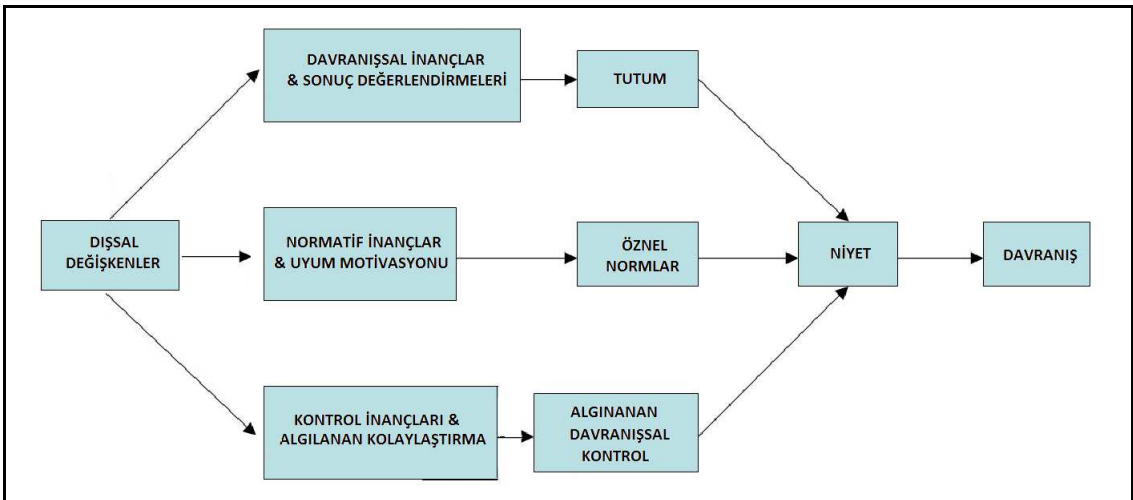 DAVRANIŞSAL İNANÇLAR
& SONUÇ DEĞERLENDİRMELERİ
TUTUM
DIŞSAL
DEĞİŞKENLER
NORMATİF İNANÇLAR
& UYUM MOTİVASYONU
ÖZNEL
NORMLAR
NİYET
DAVRANIŞ
KONTROL İNANÇLARI &
ALGILANAN KOLAYLAŞTIRMA
ALGINANAN
DAVRANIŞSAL
KONTROL